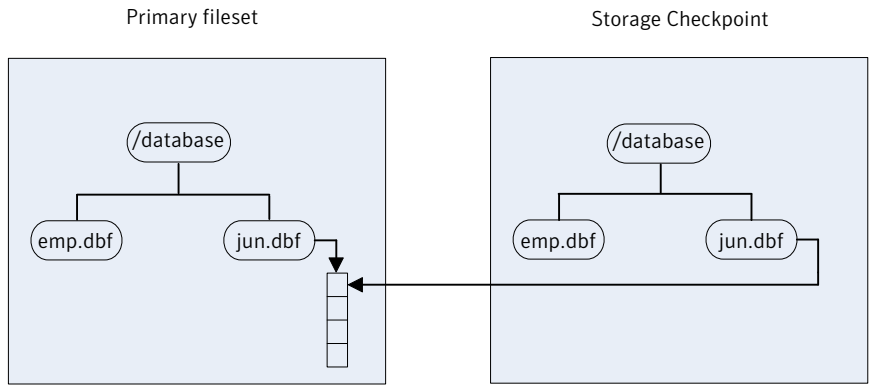 Primary fileset
Storage Checkpoint
/database
/database
emp.dbf
jun.dbf
emp.dbf
jun.dbf